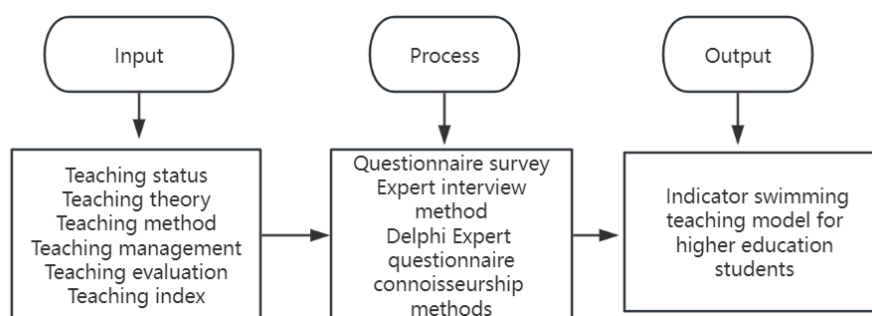 Input
Process
Output
Teaching status
Teaching theory
Teaching method
Teaching management
Teaching evaluation
Teaching index
Questionnaire survey
Expert interview
method
Delphi Expert
questionnaire
connoisseurship
methods
Indicator swimming
teaching model for
higher education
students